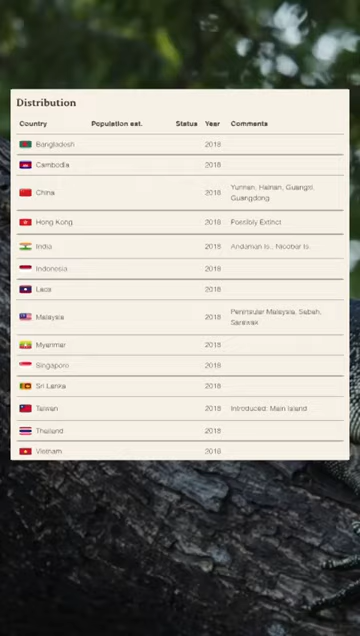 Distribution
Country Population est. Status Year Comments
Bangladesh 2018
Cambodia 2018
China 2018 Yunnan, Hainan, Guangxi, Guangdong
Hong Kong 2018 Possibly Extinct
India 2018 Andaman Is., Nicobar Is.
Indonesia 2018
Laos 2018
Malaysia 2018 Peninsular Malaysia, Sabah, Sarawak
Myanmar 2018
Singapore 2018
Sri Lanka 2018
Taiwan 2018 Introduced: Main Island
Thailand 2018
Vietnam 2018